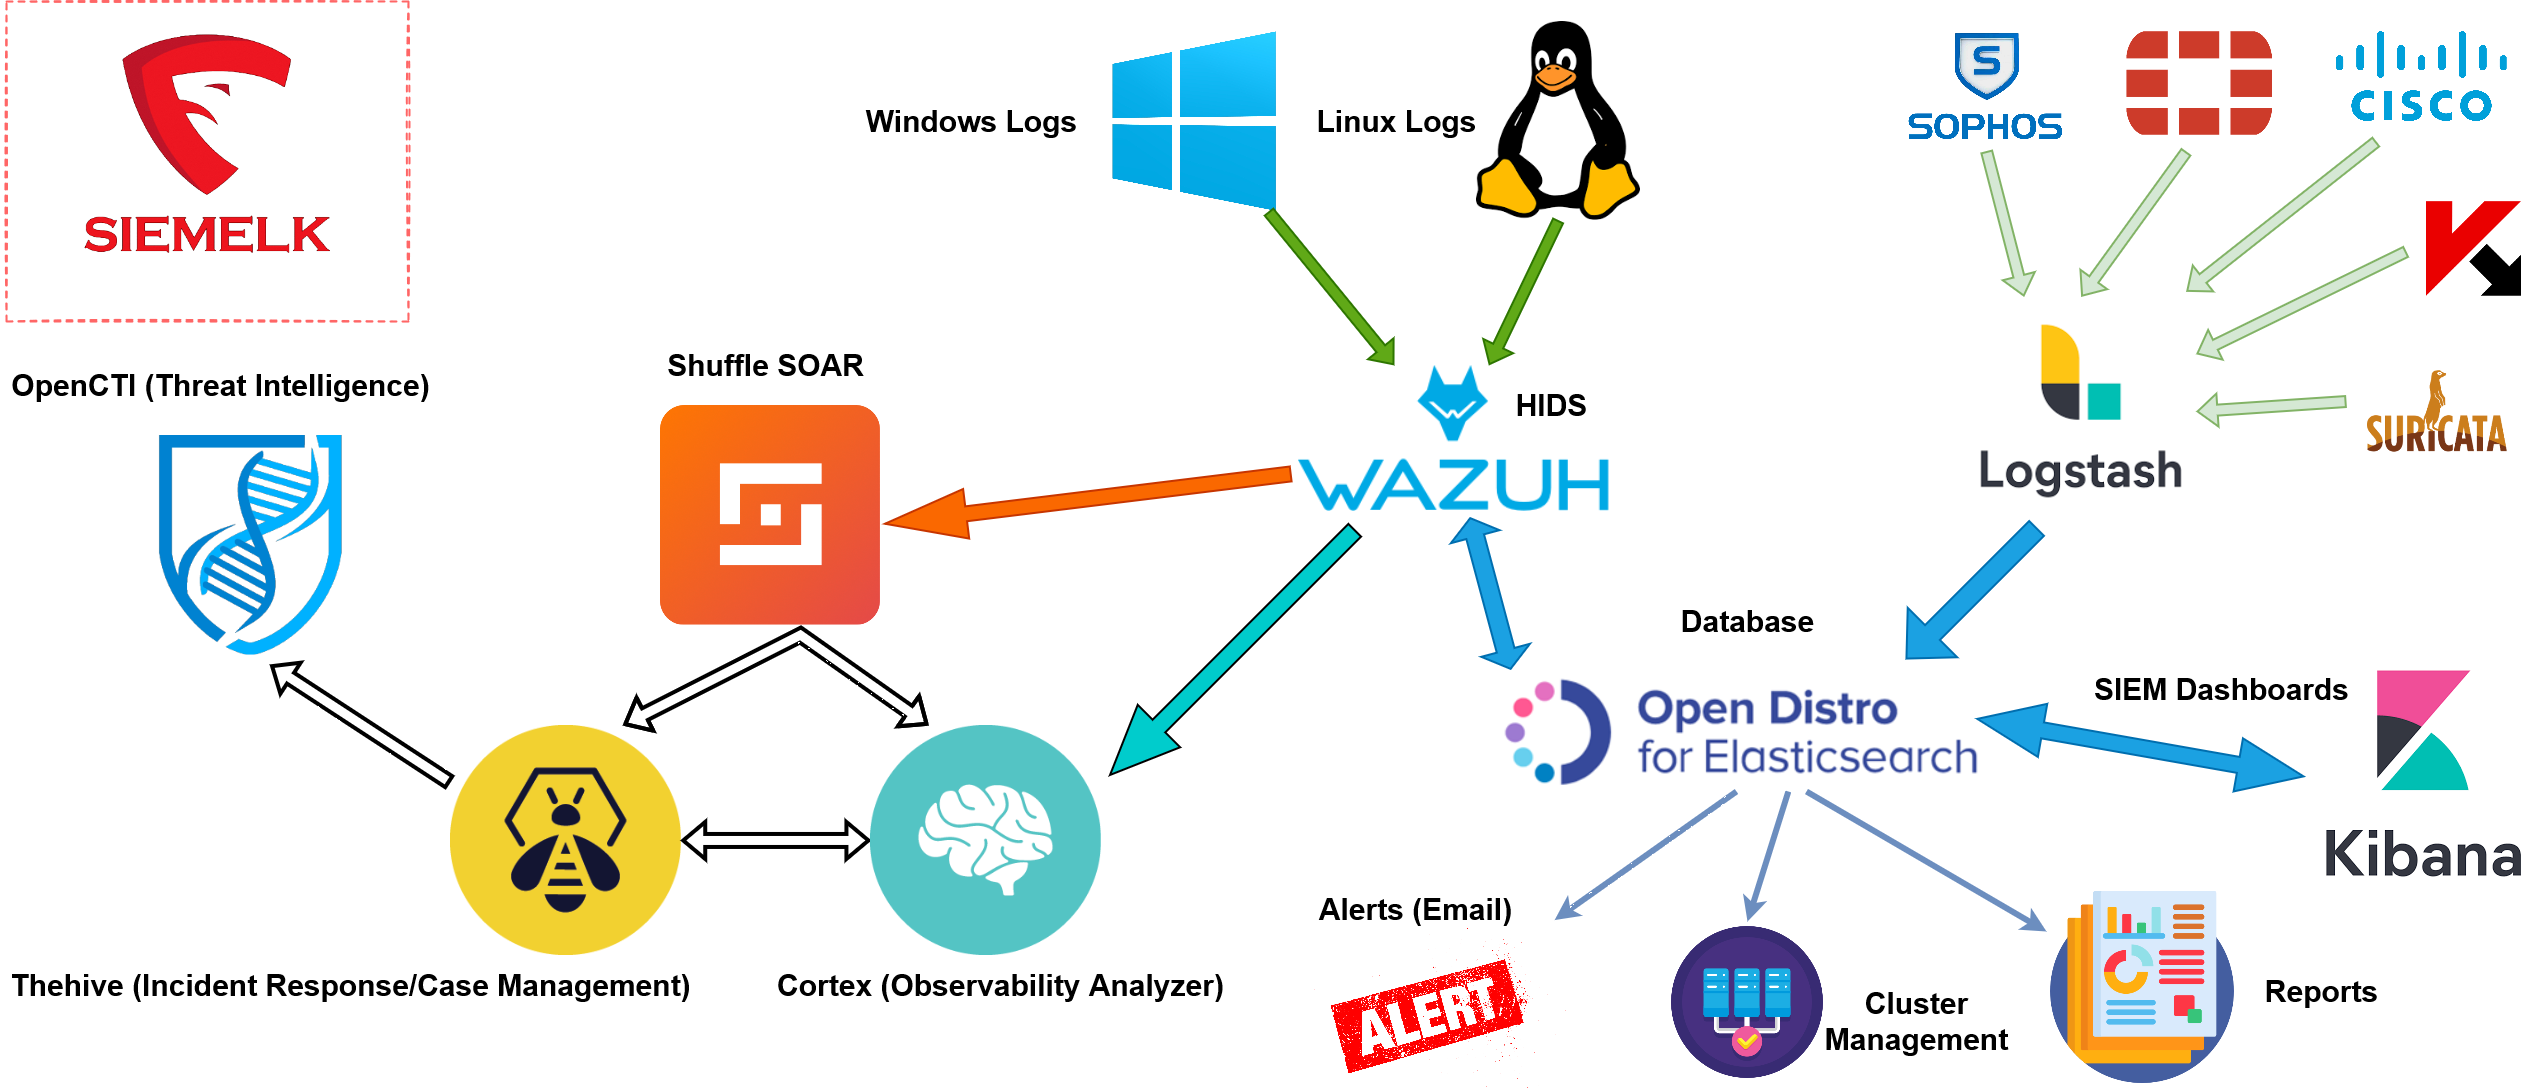 SIEMELK
Windows Logs
Linux Logs
S
SOPHOS
CISCO
OpenCTI (Threat Intelligence)
Shuffle SOAR
HIDS
WAZUH
SURICATA
Logstash
Database
Open Distro
for Elasticsearch
SIEM Dashboards
Kibana
Thehive (Incident Response/Case Management)
Cortex (Observability Analyzer)
Alerts (Email)
ALERT
Cluster
Management
Reports